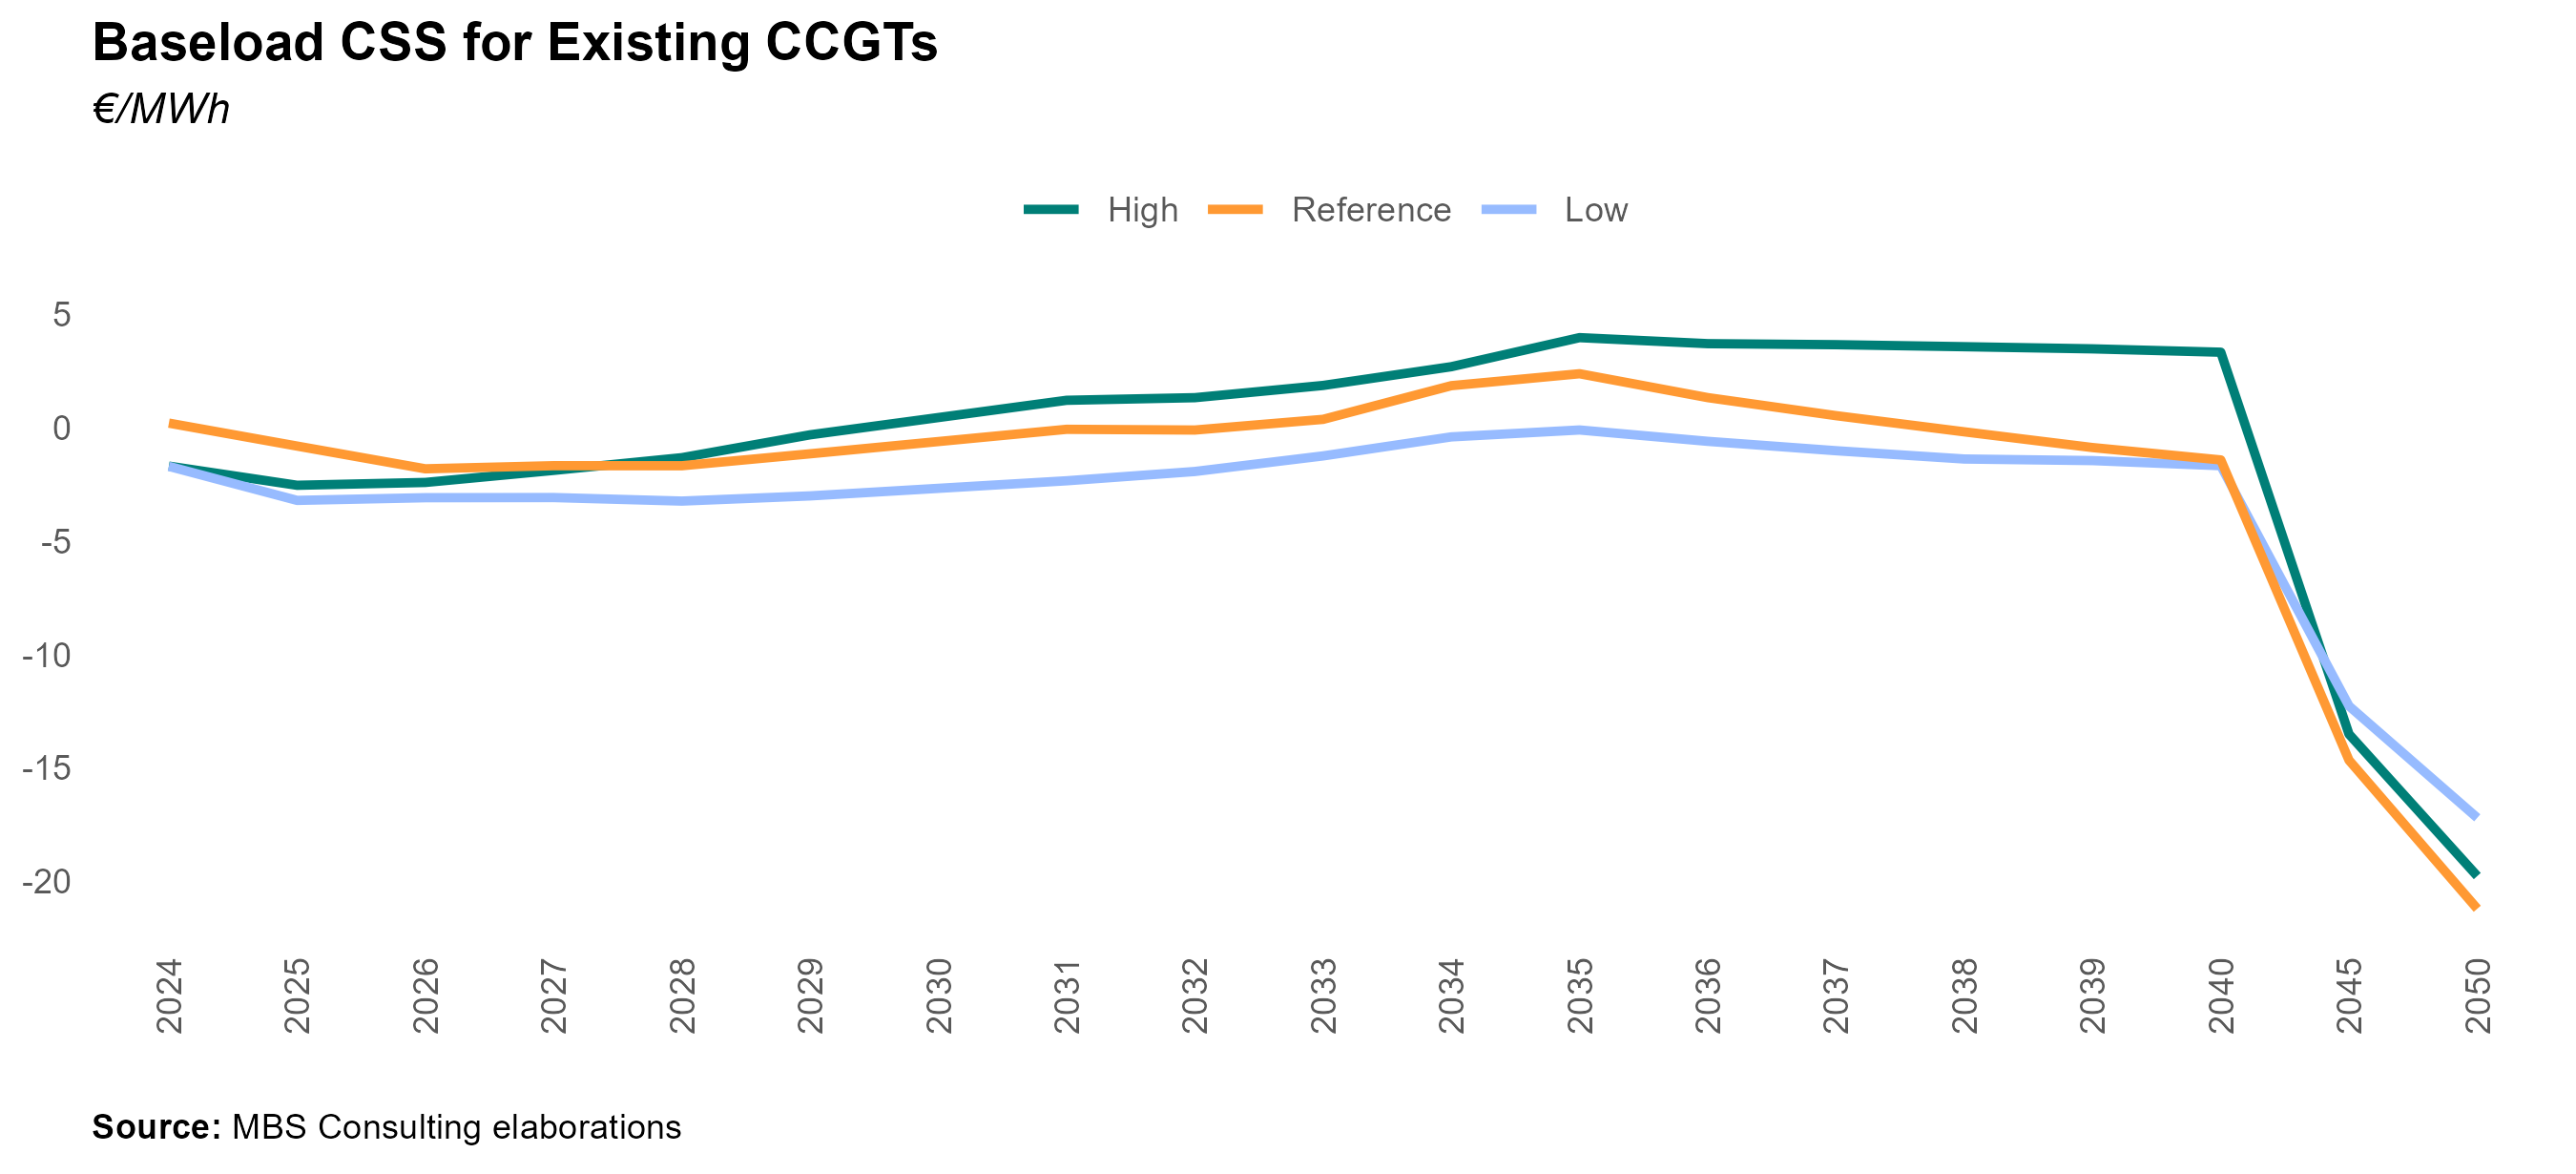 Baseload CSS for Existing CCGTs
€/MWh
High Reference Low
5
0
-5
-10
-15
-20
2024 2025 2026 2027 2028 2029 2030 2031 2032 2033 2034 2035 2036 2037 2038 2039 2040 2045 2050
Source: MBS Consulting elaborations